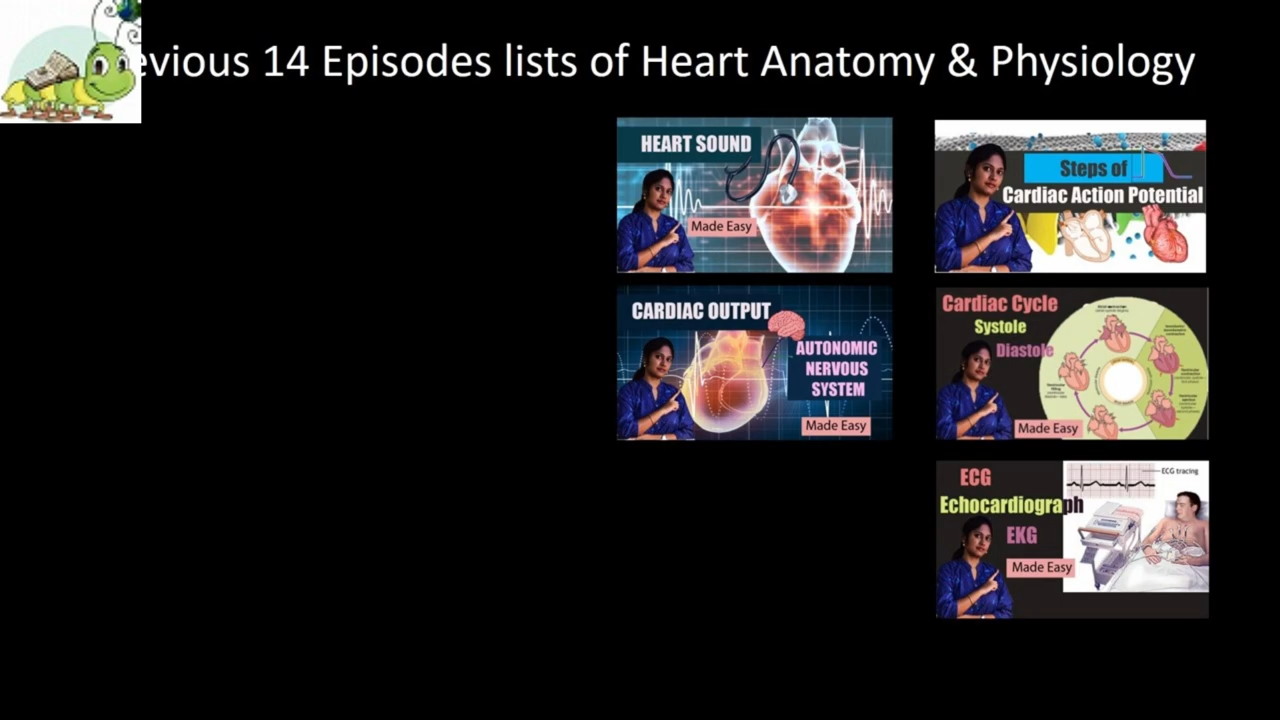 evious 14 Episodes lists of Heart Anatomy & Physiology
HEART SOUND
Made Easy
Steps of
Cardiac Action Potential
CARDIAC OUTPUT
AUTONOMIC
NERVOUS
SYSTEM
Made Easy
Cardiac Cycle
Systole
Diastole
Made Easy
ECG
Echocardiograph
EKG
Made Easy
ECG tracing